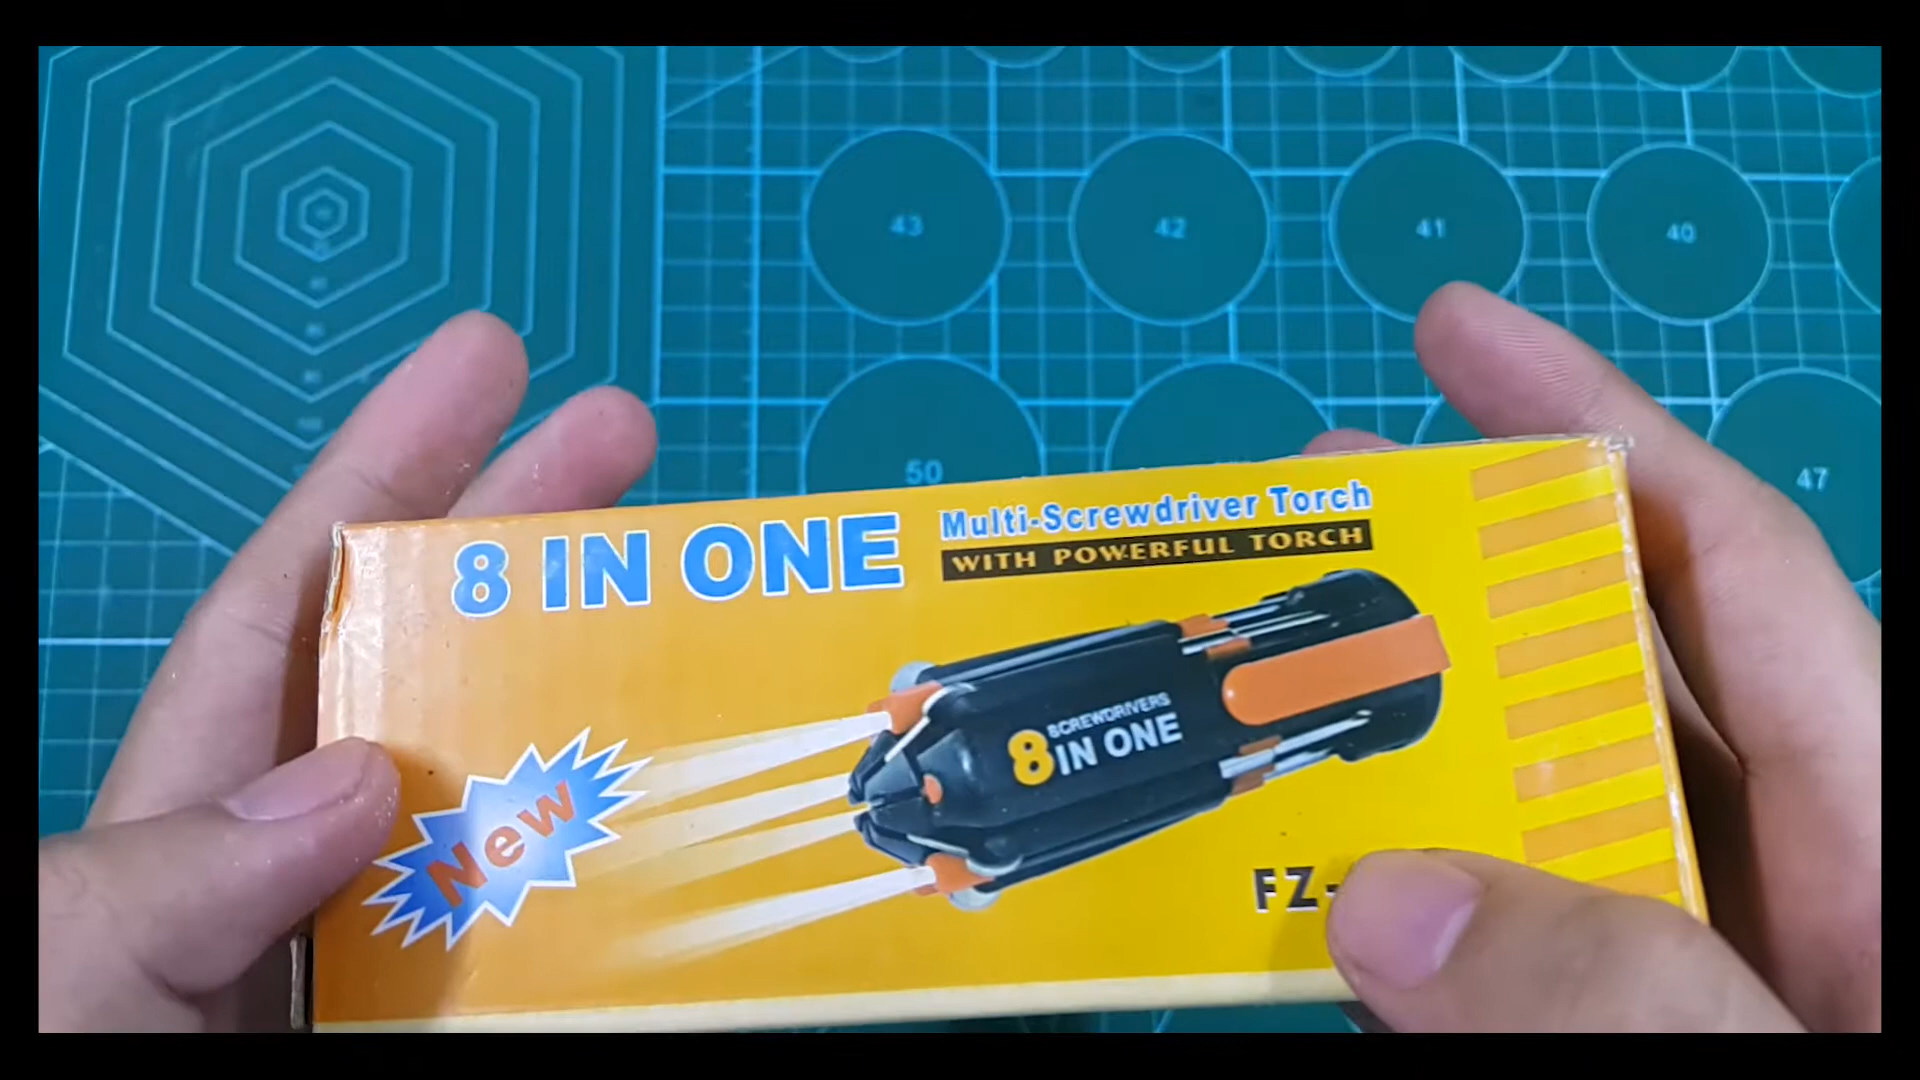 43
42
41
40
50
47
8 IN ONE
Multi-Screwdriver Torch
WITH POWERFUL TORCH
8 SCREWDRIVERS
IN ONE
New
FZ-